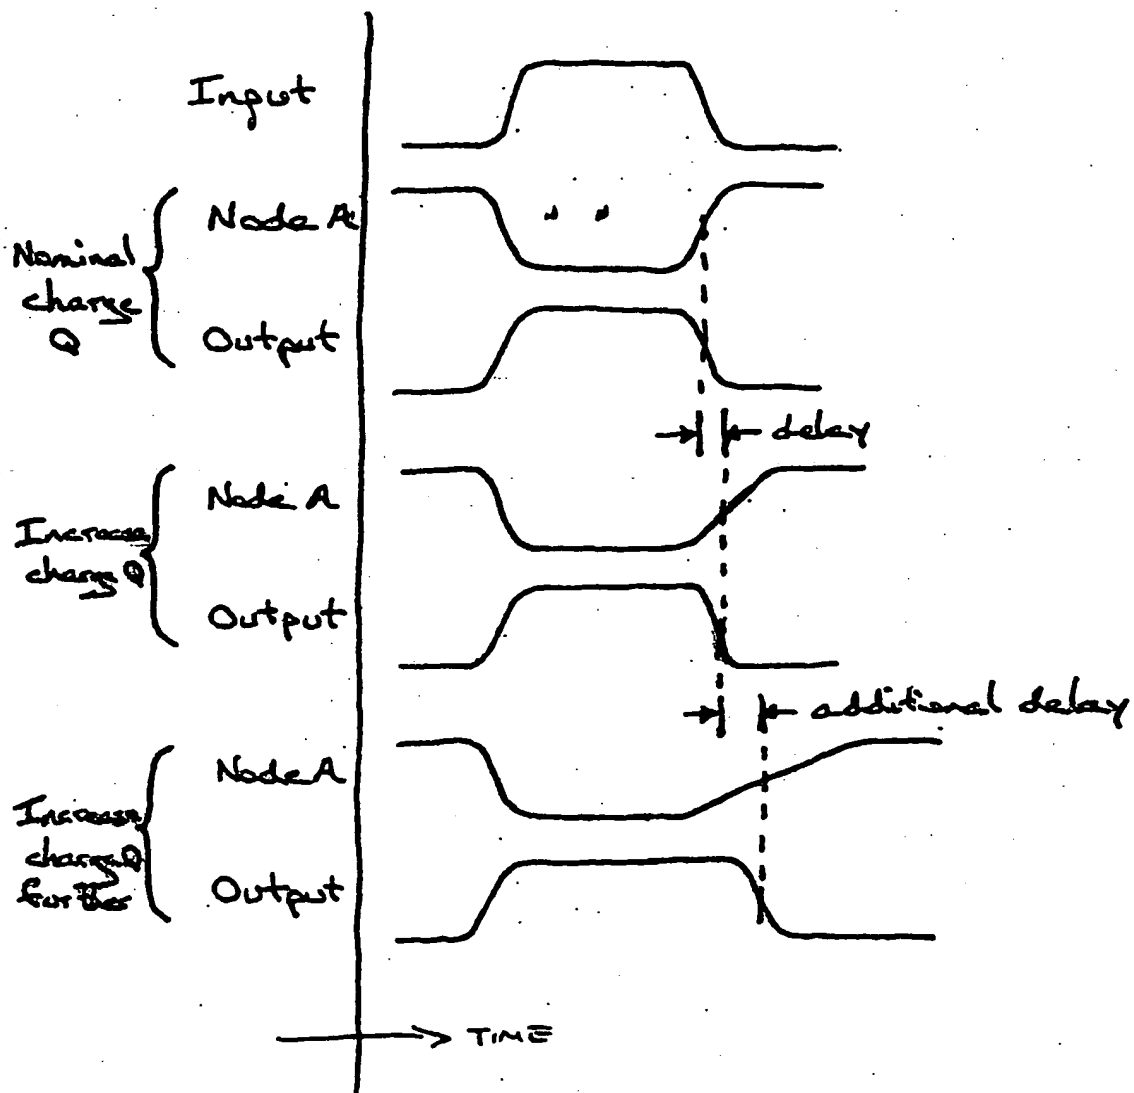 Input
Node A
Nominal
charge
Q
Output
delay
Node A
Increase
charge Q
Output
additional delay
Node A
Increase
charge Q
further
Output
TIME